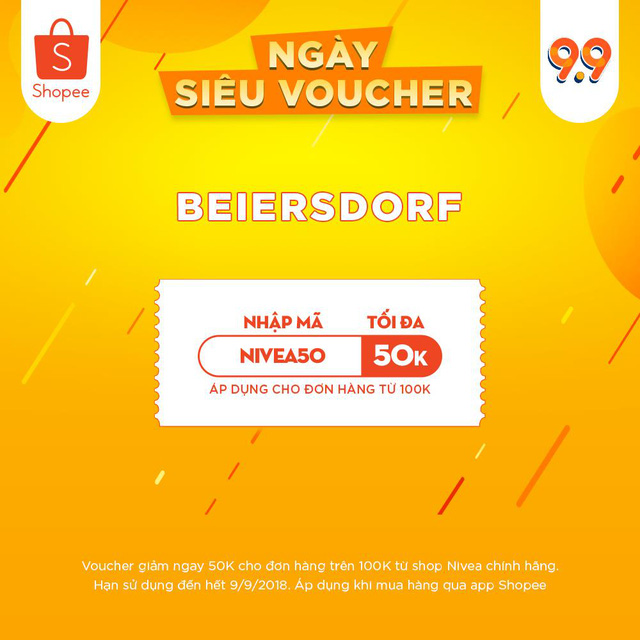 S
Shopee
NGÀY
SIÊU VOUCHER
9.9
BEIERSDORF
NHẬP MÃ TỐI ĐA
NIVEA50 50K
ÁP DỤNG CHO ĐƠN HÀNG TỪ 100K
Voucher giảm ngay 50K cho đơn hàng trên 100K từ shop Nivea chính hãng.
Hạn sử dụng đến hết 9/9/2018. Áp dụng khi mua hàng qua app Shopee